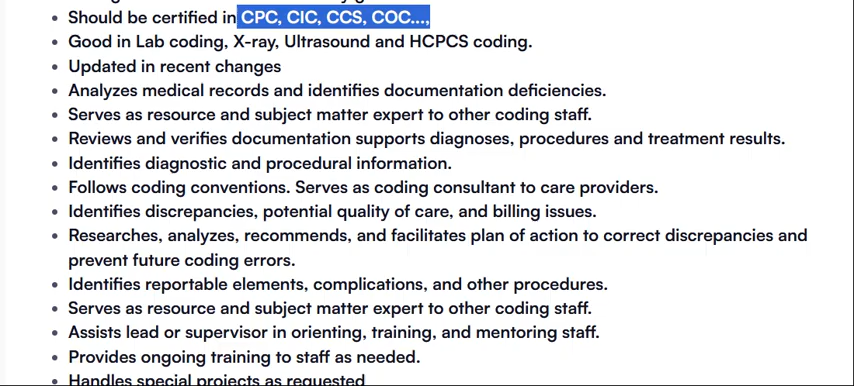 Should be certified in CPC, CIC, CCS, COC...,
Good in Lab coding, X-ray, Ultrasound and HCPCS coding.
Updated in recent changes
Analyzes medical records and identifies documentation deficiencies.
Serves as resource and subject matter expert to other coding staff.
Reviews and verifies documentation supports diagnoses, procedures and treatment results.
Identifies diagnostic and procedural information.
Follows coding conventions. Serves as coding consultant to care providers.
Identifies discrepancies, potential quality of care, and billing issues.
Researches, analyzes, recommends, and facilitates plan of action to correct discrepancies and
prevent future coding errors.
Identifies reportable elements, complications, and other procedures.
Serves as resource and subject matter expert to other coding staff.
Assists lead or supervisor in orienting, training, and mentoring staff.
Provides ongoing training to staff as needed.
Handles special projects as requested